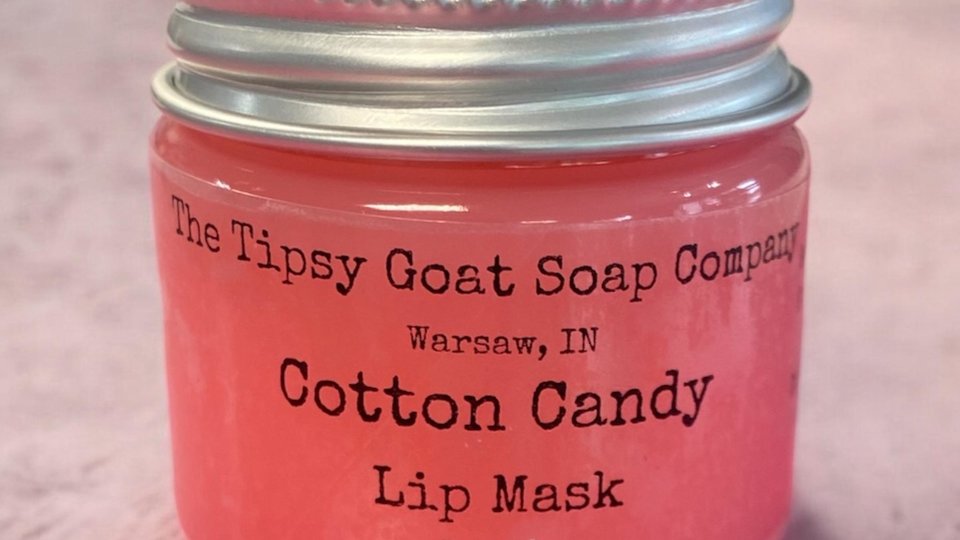 The Tipsy Goat Soap Company
Warsaw, IN
Cotton Candy
Lip Mask